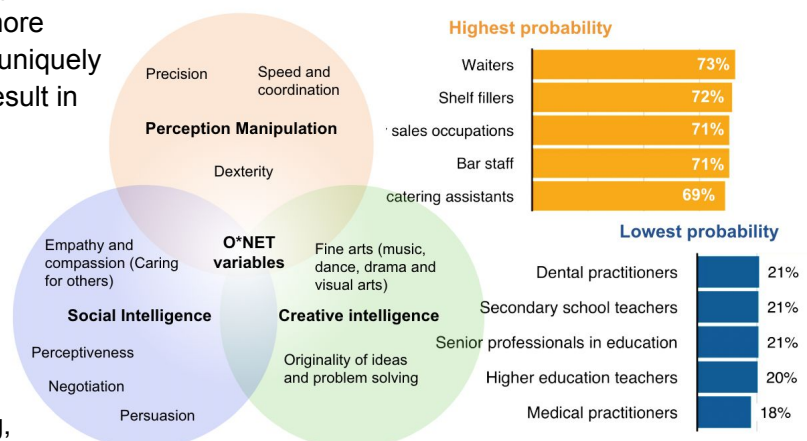 more
uniquely
result in
Precision
Speed and
coordination
Perception Manipulation
Dexterity
O*NET
variables
Empathy and
compassion (Caring
for others)
Social Intelligence
Perceptiveness
Negotiation
Persuasion
Fine arts (music,
dance, drama and
visual arts)
Creative intelligence
Originality of ideas
and problem solving
Highest probability
Waiters 73%
Shelf fillers 72%
sales occupations 71%
Bar staff 71%
catering assistants 69%
Lowest probability
Dental practitioners 21%
Secondary school teachers 21%
Senior professionals in education 21%
Higher education teachers 20%
Medical practitioners 18%